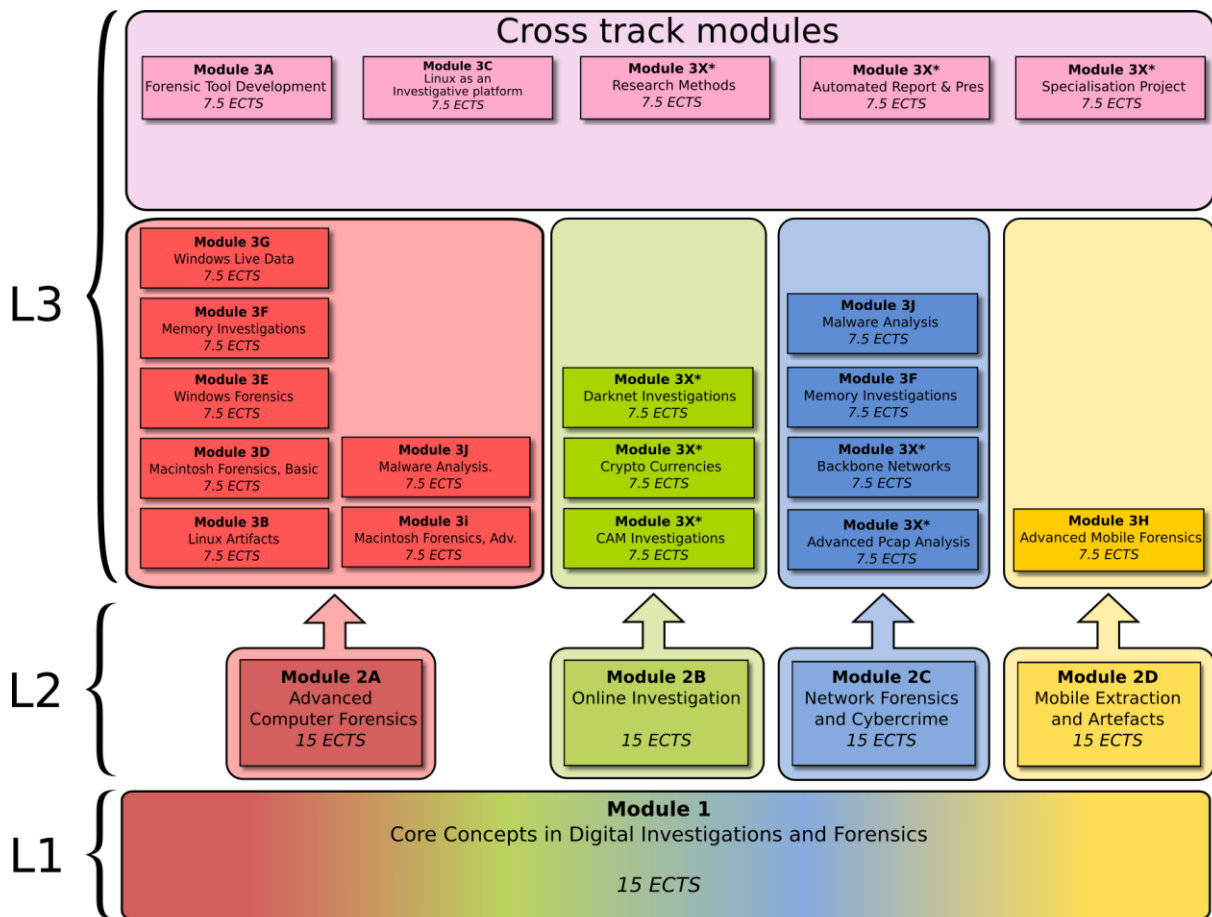 Cross track modules
Module 3A
Forensic Tool Development
7.5 ECTS
Module 3C
Linux as an
Investigative platform
7.5 ECTS
Module 3X*
Research Methods
7.5 ECTS
Module 3X*
Automated Report & Pres
7.5 ECTS
Module 3X*
Specialisation Project
7.5 ECTS
L3
Module 3G
Windows Live Data
7.5 ECTS
Module 3F
Memory Investigations
7.5 ECTS
Module 3E
Windows Forensics
7.5 ECTS
Module 3D
Macintosh Forensics, Basic
7.5 ECTS
Module 3B
Linux Artifacts
7.5 ECTS
Module 3J
Malware Analysis.
7.5 ECTS
Module 3i
Macintosh Forensics, Adv.
7.5 ECTS
Module 3X*
Darknet Investigations
7.5 ECTS
Module 3X*
Crypto Currencies
7.5 ECTS
Module 3X*
CAM Investigations
7.5 ECTS
Module 3J
Malware Analysis
7.5 ECTS
Module 3F
Memory Investigations
7.5 ECTS
Module 3X*
Backbone Networks
7.5 ECTS
Module 3X*
Advanced Pcap Analysis
7.5 ECTS
Module 3H
Advanced Mobile Forensics
7.5 ECTS
L2
Module 2A
Advanced
Computer Forensics
15 ECTS
Module 2B
Online Investigation
15 ECTS
Module 2C
Network Forensics
and Cybercrime
15 ECTS
Module 2D
Mobile Extraction
and Artefacts
15 ECTS
L1
Module 1
Core Concepts in Digital Investigations and Forensics
15 ECTS